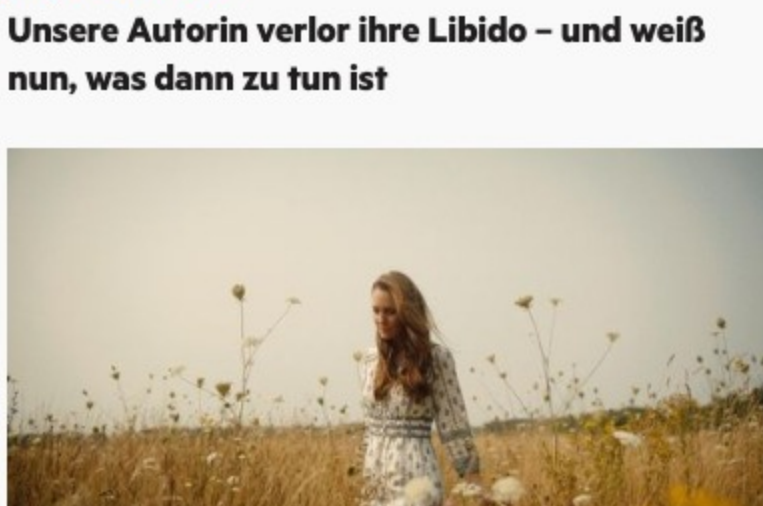 Unsere Autorin verlor ihre Libido – und weiß
nun, was dann zu tun ist